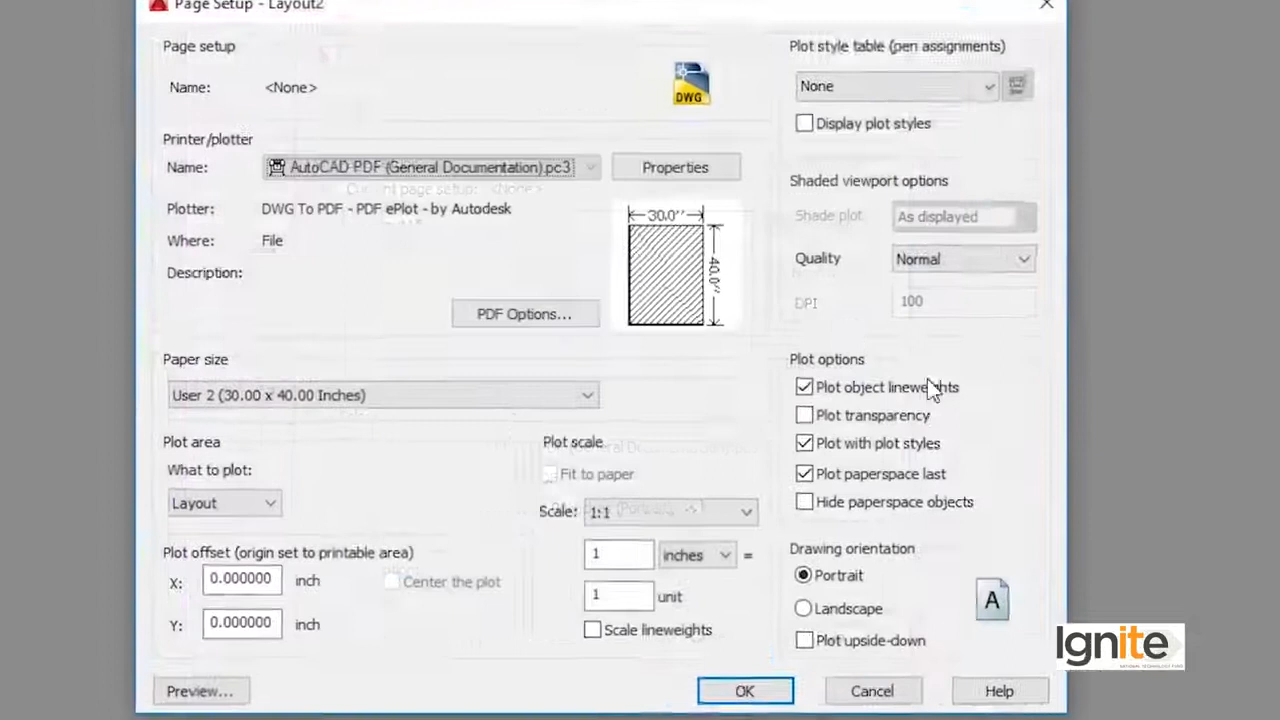 Page Setup - Layout2
Page setup
Name: <None>
DWG
Printer/plotter
Name: AutoCAD PDF (General Documentation).pc3
Properties
Plotter: DWG To PDF - PDF ePlot - by Autodesk
Where: File
Description:
PDF Options...
30.0''
40.0''
Paper size
User 2 (30.00 x 40.00 Inches)
Plot area
What to plot:
Layout
Plot offset (origin set to printable area)
X: 0.000000 inch
Center the plot
Y: 0.000000 inch
Plot scale
Fit to paper
Scale: 1:1
1 inches =
1 unit
Scale lineweights
Plot style table (pen assignments)
None
Display plot styles
Shaded viewport options
Shade plot As displayed
Quality Normal
DPI 100
Plot options
Plot object lineweights
Plot transparency
Plot with plot styles
Plot paperspace last
Hide paperspace objects
Drawing orientation
Portrait
Landscape
A
Plot upside-down
Preview...
OK
Cancel
Help
Ignite